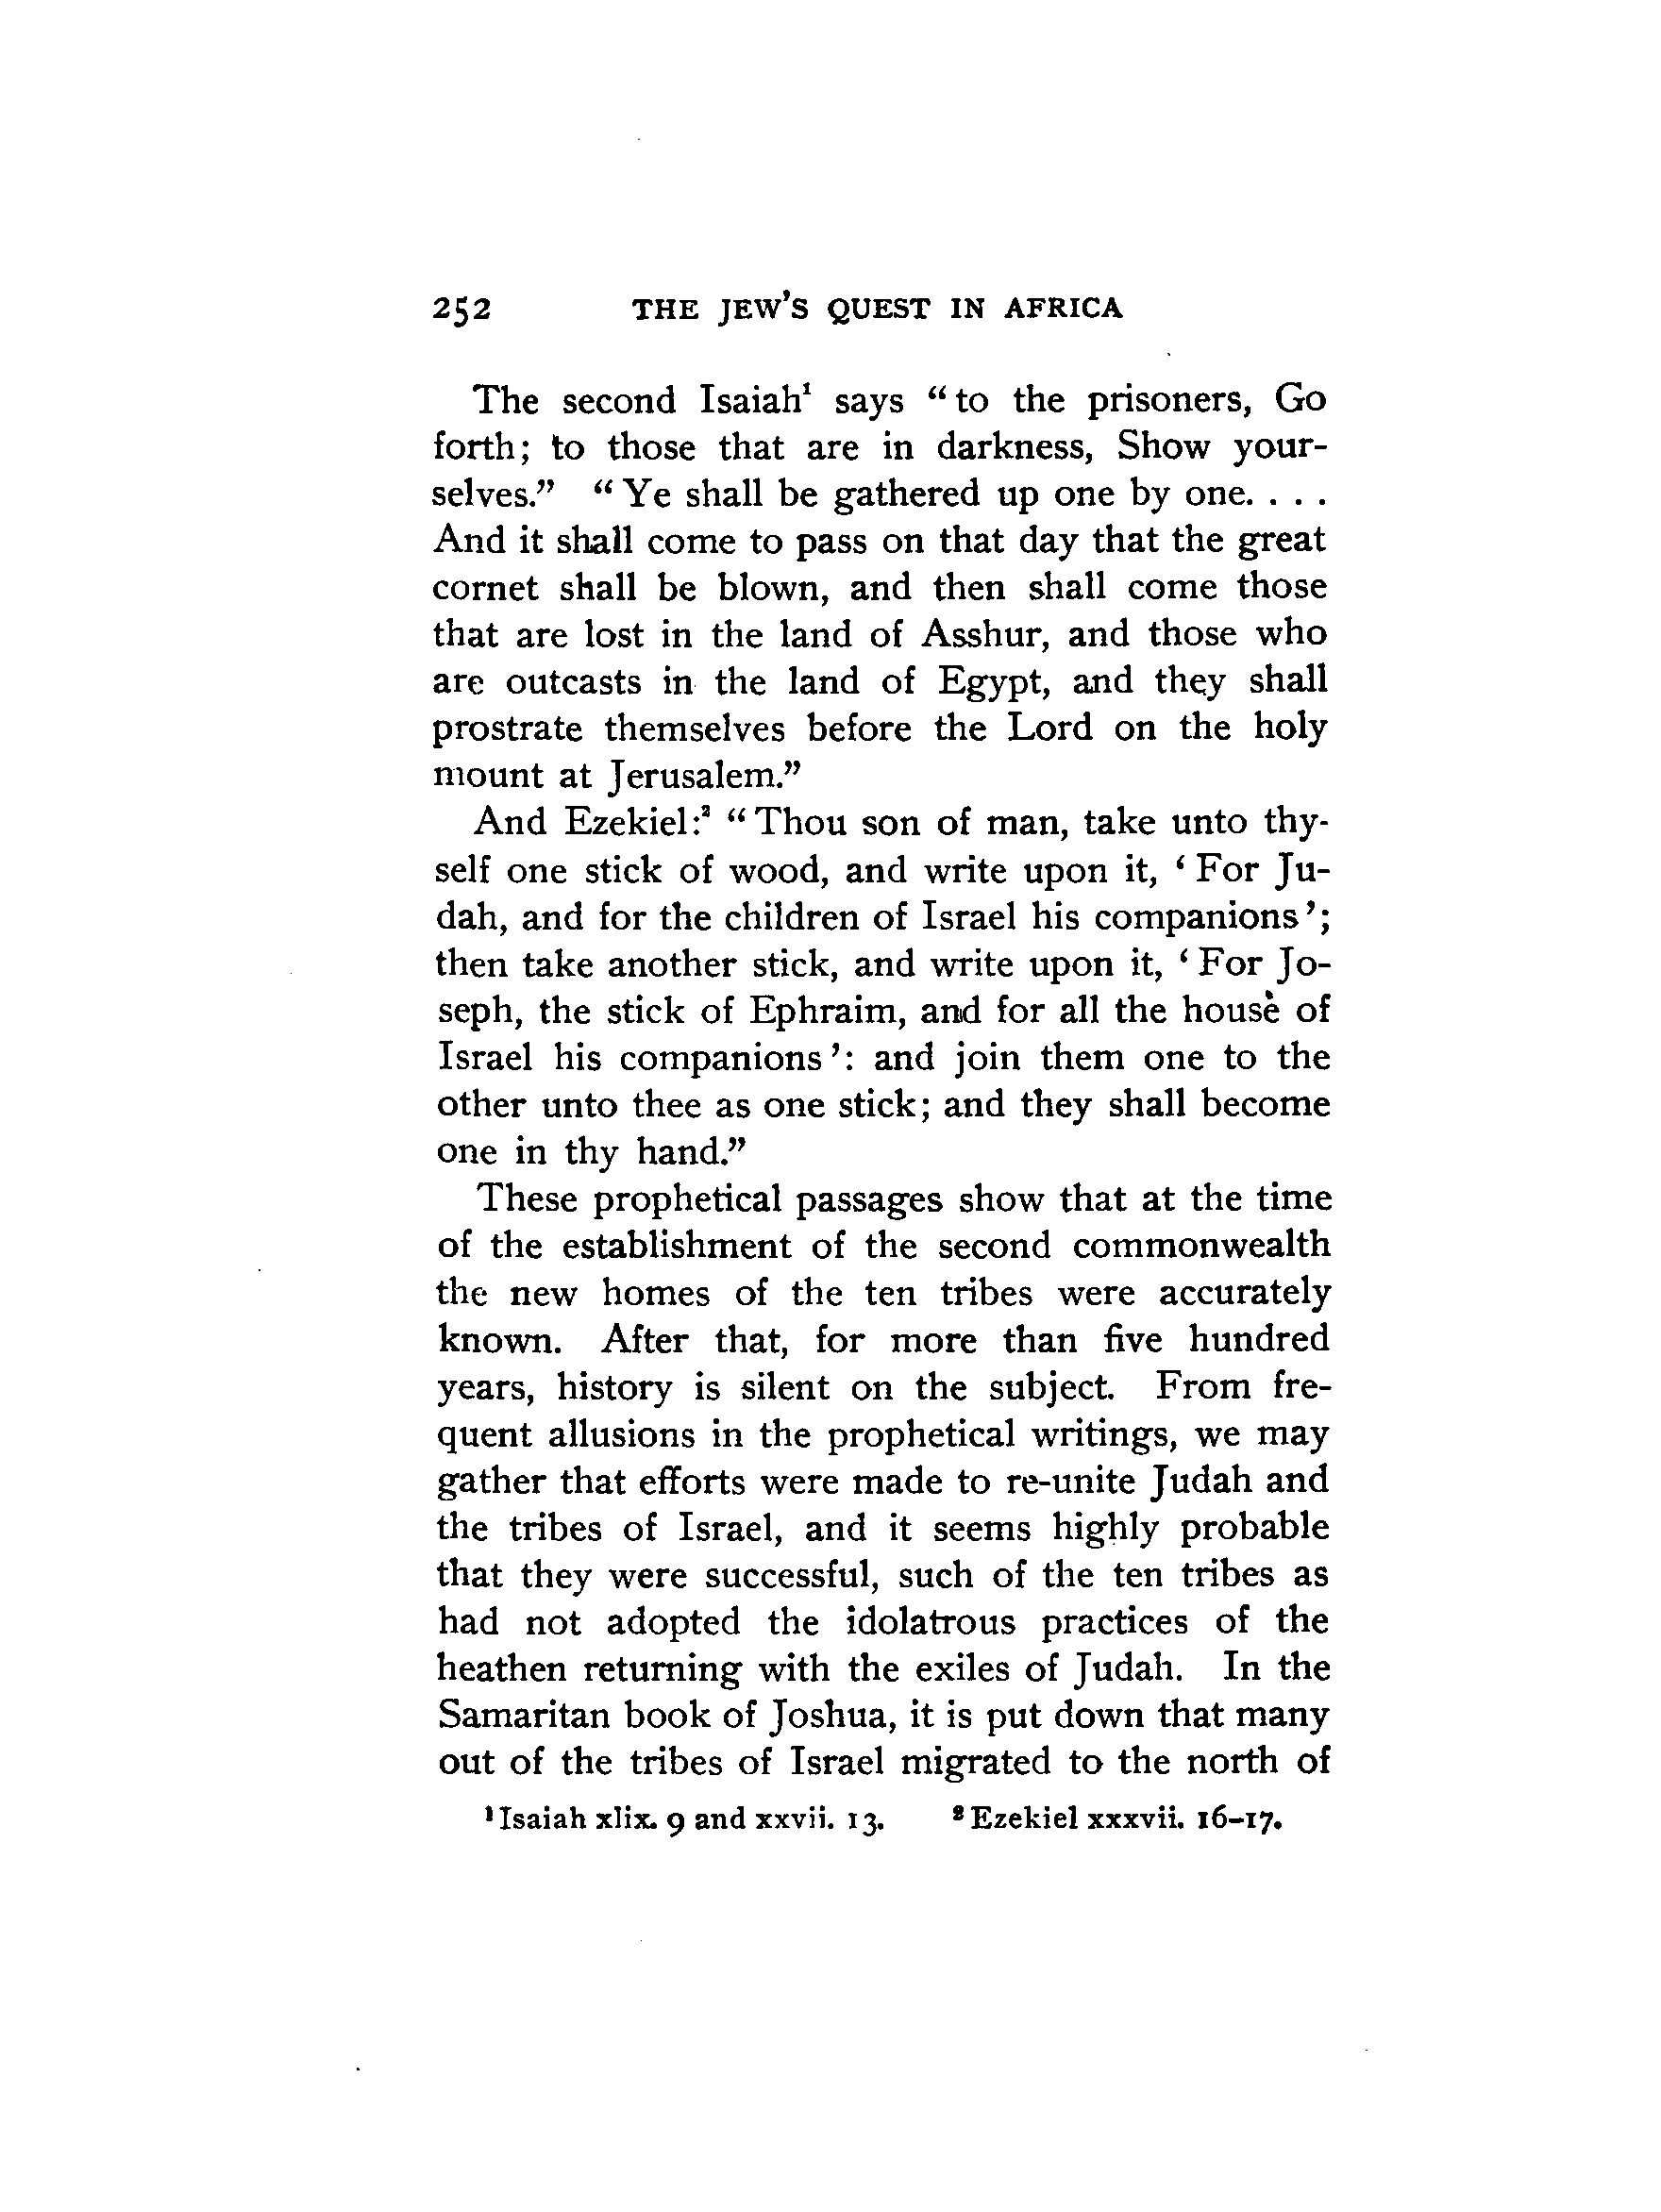 252 THE JEW'S QUEST IN AFRICA
The second Isaiah¹ says “to the prisoners, Go
forth; to those that are in darkness, Show your-
selves.” “Ye shall be gathered up one by one. . . .
And it shall come to pass on that day that the great
cornet shall be blown, and then shall come those
that are lost in the land of Asshur, and those who
are outcasts in the land of Egypt, and they shall
prostrate themselves before the Lord on the holy
mount at Jerusalem.”
And Ezekiel:² “Thou son of man, take unto thy-
self one stick of wood, and write upon it, ‘For Ju-
dah, and for the children of Israel his companions’;
then take another stick, and write upon it, ‘For Jo-
seph, the stick of Ephraim, and for all the house of
Israel his companions’: and join them one to the
other unto thee as one stick; and they shall become
one in thy hand.”
These prophetical passages show that at the time
of the establishment of the second commonwealth
the new homes of the ten tribes were accurately
known. After that, for more than five hundred
years, history is silent on the subject. From fre-
quent allusions in the prophetical writings, we may
gather that efforts were made to re-unite Judah and
the tribes of Israel, and it seems highly probable
that they were successful, such of the ten tribes as
had not adopted the idolatrous practices of the
heathen returning with the exiles of Judah. In the
Samaritan book of Joshua, it is put down that many
out of the tribes of Israel migrated to the north of
¹Isaiah xlix. 9 and xxvii. 13. ²Ezekiel xxxvii. 16–17.